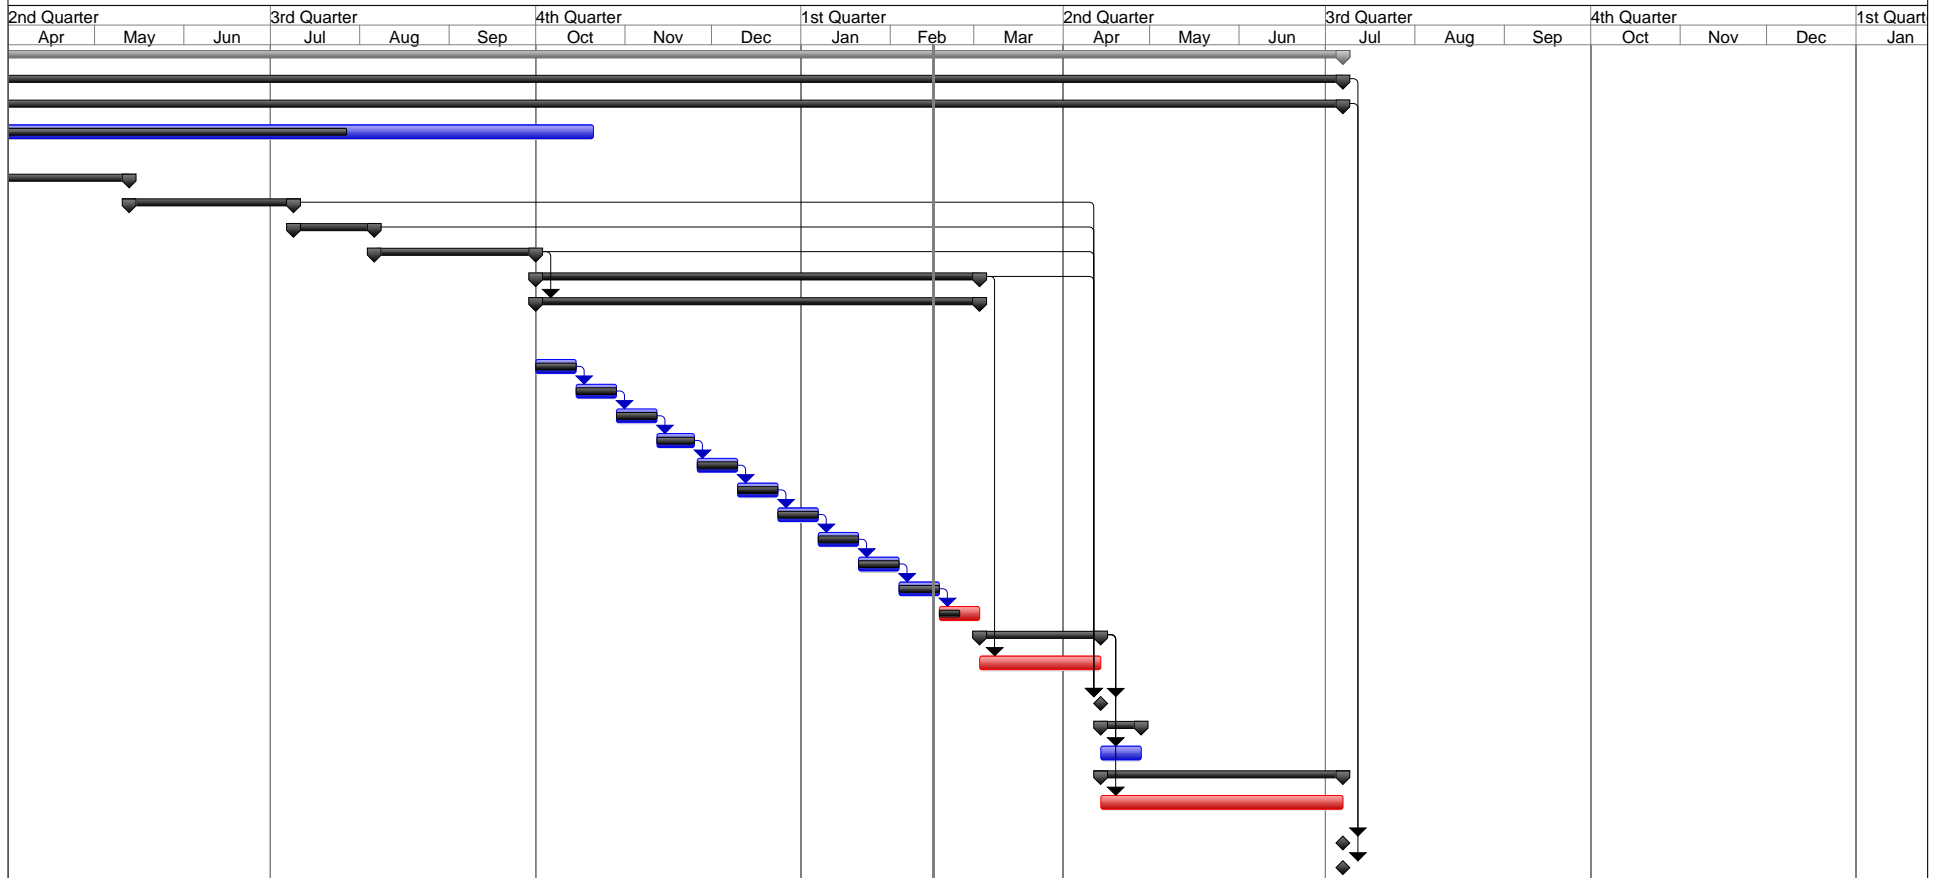 2nd Quarter 3rd Quarter 4th Quarter 1st Quarter 2nd Quarter 3rd Quarter 4th Quarter 1st Quart
Apr May Jun Jul Aug Sep Oct Nov Dec Jan Feb Mar Apr May Jun Jul Aug Sep Oct Nov Dec Jan